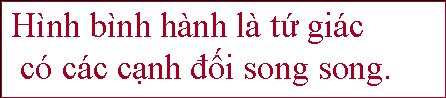 Hình bình hành là tứ giác
có các cạnh đối song song.